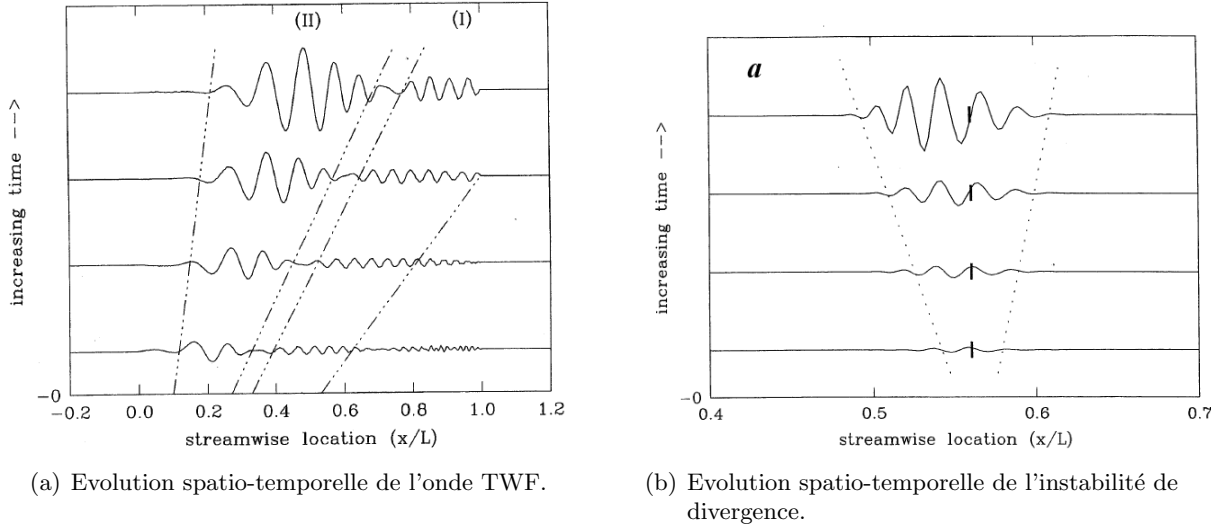 (II)
(I)
increasing time -->
-0
-0.2
0.0
0.2
0.4
0.6
0.8
1.0
1.2
streamwise location (x/L)
(a) Evolution spatio-temporelle de l'onde TWF.
a
increasing time -->
-0
0.4
0.5
0.6
0.7
streamwise location (x/L)
(b) Evolution spatio-temporelle de l'instabilité de
divergence.